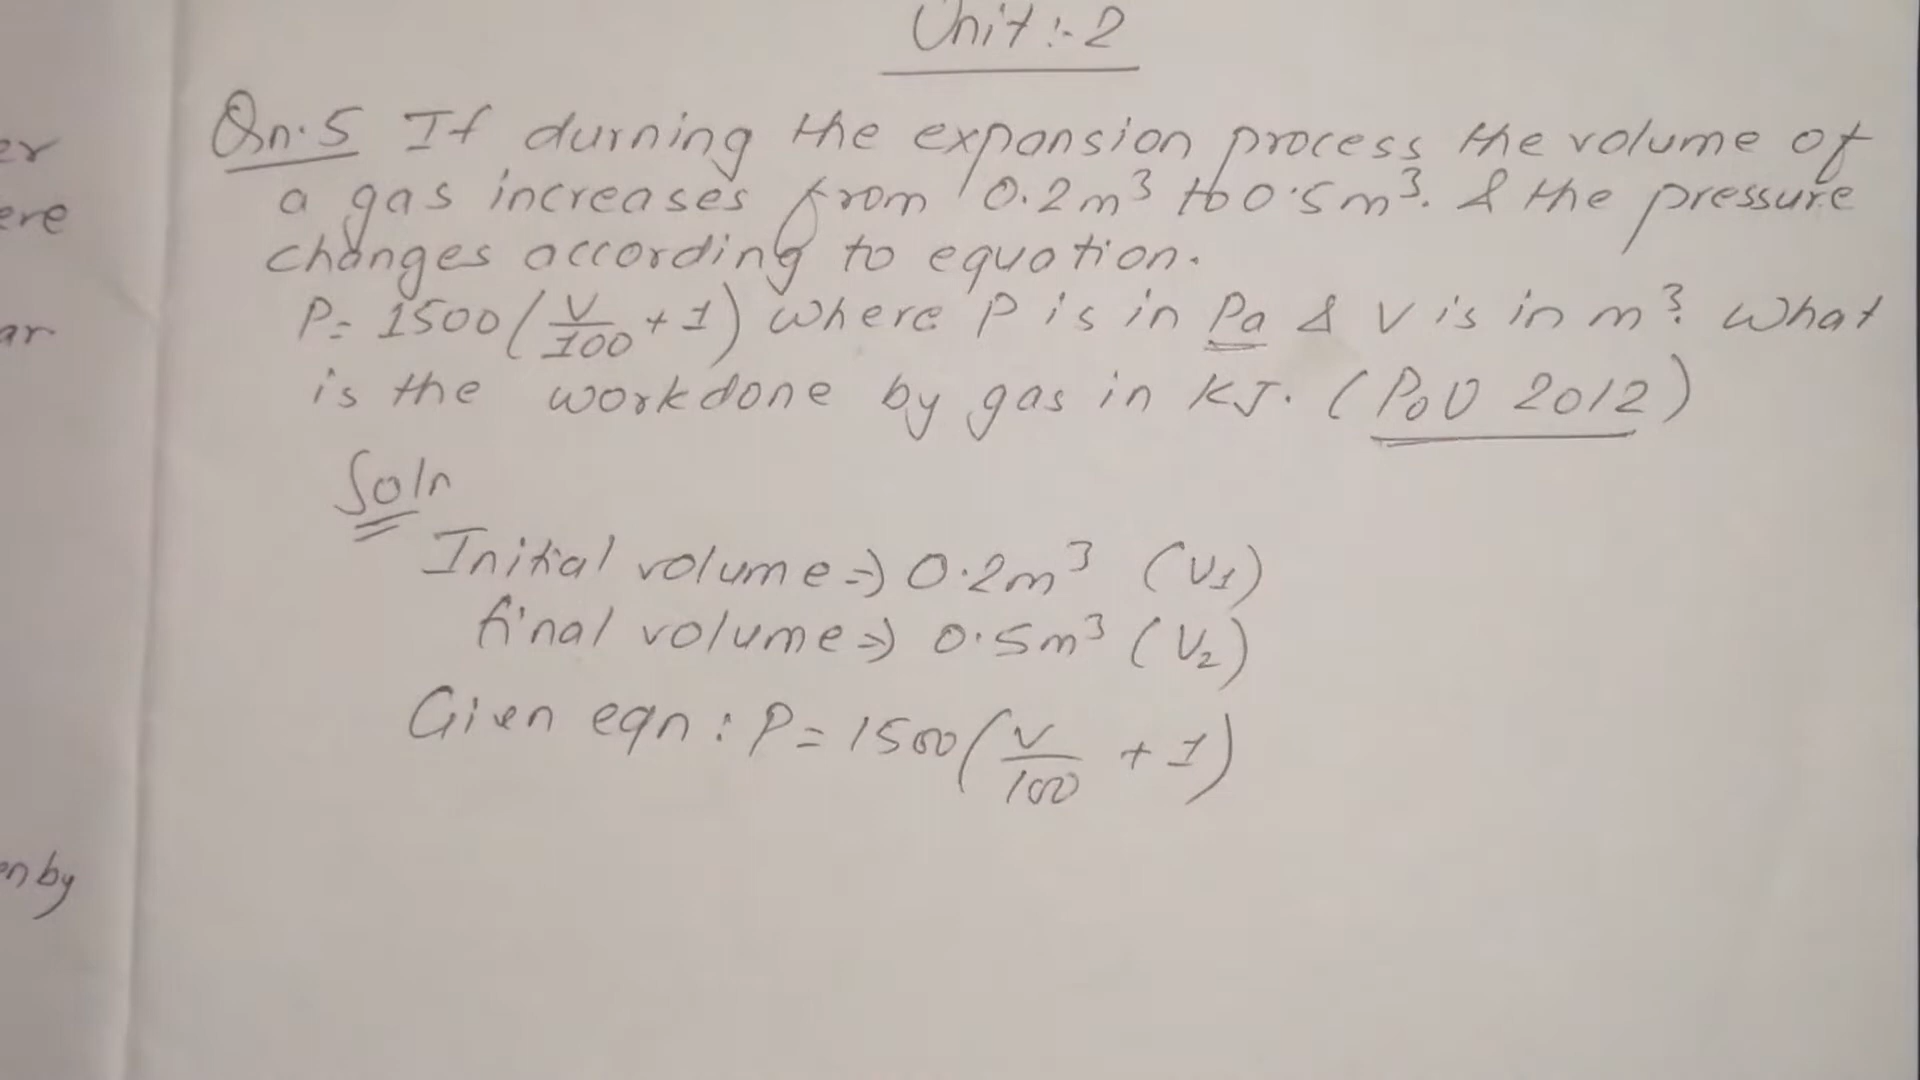 er
ere
ar
en by
Unit :- 2
Qn.5 If durning the expansion process the volume of
a gas increases from 0.2m³ to 0.5m³. & the pressure
changes according to equation.
P= 1500(V/100 + 1) where P is in Pa & V is in m³. What
is the workdone by gas in KJ. (PoU 2012)
Soln
Initial volume => 0.2m³ (V1)
final volume => 0.5m³ (V2)
Given eqn : P = 1500(V/100 + 1)